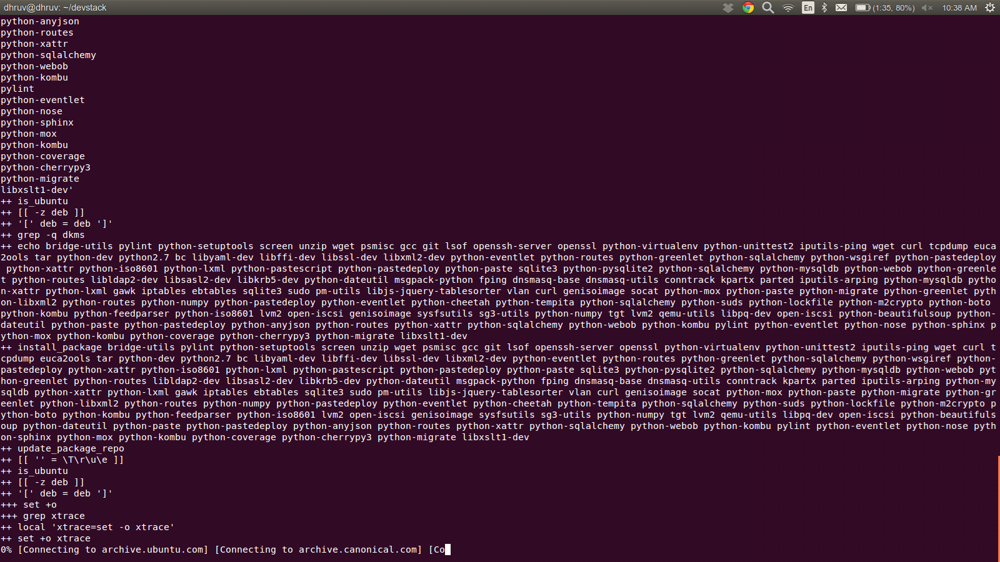 dhruv@dhruv: ~/devstack
En
(1:35, 80%)
10:38 AM
python-anyjson
python-routes
python-xattr
python-sqlalchemy
python-webob
python-kombu
pylint
python-eventlet
python-nose
python-sphinx
python-mox
python-kombu
python-coverage
python-cherrypy3
python-migrate
libxslt1-dev'
++ is_ubuntu
++ [[ -z deb ]]
++ '[' deb = deb ']'
++ grep -q dkms
++ echo bridge-utils pylint python-setuptools screen unzip wget psmisc gcc git lsof openssh-server openssl python-virtualenv python-unittest2 iputils-ping wget curl tcpdump euca
2ools tar python-dev python2.7 bc libyaml-dev libffi-dev libssl-dev libxml2-dev python-eventlet python-routes python-greenlet python-sqlalchemy python-wsgiref python-pastedeploy
 python-xattr python-iso8601 python-lxml python-pastescript python-pastedeploy python-paste sqlite3 python-pysqlite2 python-sqlalchemy python-mysqldb python-webob python-greenle
t python-routes libldap2-dev libsasl2-dev libkrb5-dev python-dateutil msgpack-python fping dnsmasq-base dnsmasq-utils conntrack kpartx parted iputils-arping python-mysqldb pytho
n-xattr python-lxml gawk iptables ebtables sqlite3 sudo pm-utils libjs-jquery-tablesorter vlan curl genisoimage socat python-mox python-paste python-migrate python-greenlet pyth
on-libxml2 python-routes python-numpy python-pastedeploy python-eventlet python-cheetah python-tempita python-sqlalchemy python-suds python-lockfile python-m2crypto python-boto 
python-kombu python-feedparser python-iso8601 lvm2 open-iscsi genisoimage sysfsutils sg3-utils python-numpy tgt lvm2 qemu-utils libpq-dev open-iscsi python-beautifulsoup python-
dateutil python-paste python-pastedeploy python-anyjson python-routes python-xattr python-sqlalchemy python-webob python-kombu pylint python-eventlet python-nose python-sphinx p
ython-mox python-kombu python-coverage python-cherrypy3 python-migrate libxslt1-dev
++ install_package bridge-utils pylint python-setuptools screen unzip wget psmisc gcc git lsof openssh-server openssl python-virtualenv python-unittest2 iputils-ping wget curl t
cpdump euca2ools tar python-dev python2.7 bc libyaml-dev libffi-dev libssl-dev libxml2-dev python-eventlet python-routes python-greenlet python-sqlalchemy python-wsgiref python-
pastedeploy python-xattr python-iso8601 python-lxml python-pastescript python-pastedeploy python-paste sqlite3 python-pysqlite2 python-sqlalchemy python-mysqldb python-webob pyt
hon-greenlet python-routes libldap2-dev libsasl2-dev libkrb5-dev python-dateutil msgpack-python fping dnsmasq-base dnsmasq-utils conntrack kpartx parted iputils-arping python-my
sqldb python-xattr python-lxml gawk iptables ebtables sqlite3 sudo pm-utils libjs-jquery-tablesorter vlan curl genisoimage socat python-mox python-paste python-migrate python-gr
eenlet python-libxml2 python-routes python-numpy python-pastedeploy python-eventlet python-cheetah python-tempita python-sqlalchemy python-suds python-lockfile python-m2crypto p
ython-boto python-kombu python-feedparser python-iso8601 lvm2 open-iscsi genisoimage sysfsutils sg3-utils python-numpy tgt lvm2 qemu-utils libpq-dev open-iscsi python-beautifuls
oup python-dateutil python-paste python-pastedeploy python-anyjson python-routes python-xattr python-sqlalchemy python-webob python-kombu pylint python-eventlet python-nose pyth
on-sphinx python-mox python-kombu python-coverage python-cherrypy3 python-migrate libxslt1-dev
++ update_package_repo
++ [[ '' = \T\r\u\e ]]
++ is_ubuntu
++ [[ -z deb ]]
++ '[' deb = deb ']'
+++ set +o
+++ grep xtrace
++ local 'xtrace=set -o xtrace'
++ set +o xtrace
0% [Connecting to archive.ubuntu.com] [Connecting to archive.canonical.com] [Co